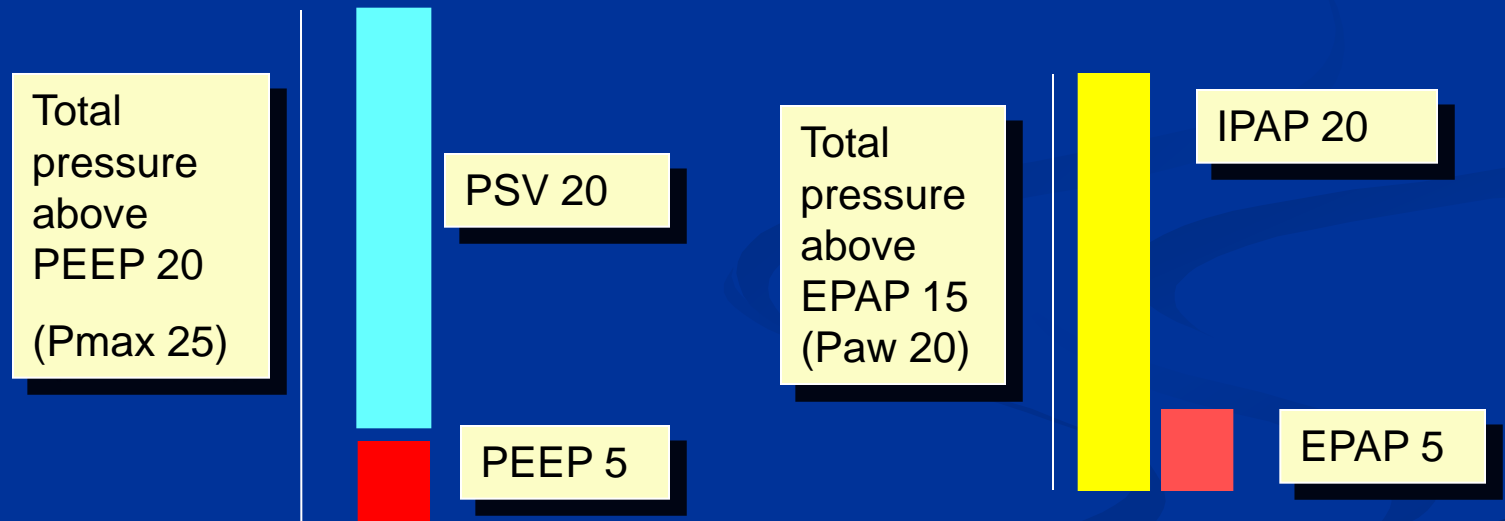 Total
pressure
above
PEEP 20
(Pmax 25)
PSV 20
PEEP 5
Total
pressure
above
EPAP 15
(Paw 20)
IPAP 20
EPAP 5